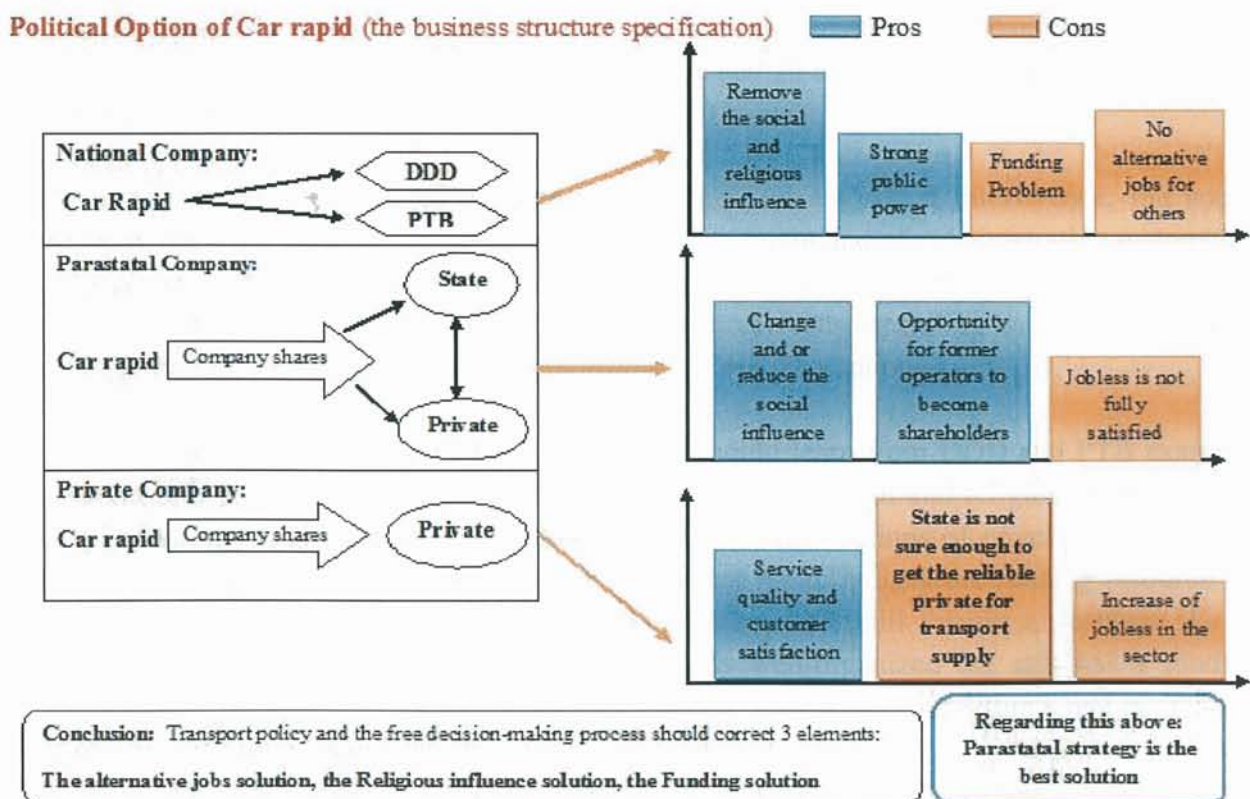 Political Option of Car rapid (the business structure specification)
Pros
Cons
National Company:
Car Rapid
DDD
PTB
Parastatal Company:
State
Car rapid
Company shares
Private
Private Company:
Car rapid
Company shares
Private
Remove
the social
and
religious
influence
Strong
public
power
Funding
Problem
No
alternative
jobs for
others
Change
and or
reduce the
social
influence
Opportunity
for former
operators to
become
shareholders
Jobless is not
fully
satisfied
Service
quality and
customer
satisfaction
State is not
sure enough to
get the reliable
private for
transport
supply
Increase of
jobless in the
sector
Conclusion: Transport policy and the free decision-making process should correct 3 elements:
The alternative jobs solution, the Religious influence solution, the Funding solution
Regarding this above:
Parastatal strategy is the
best solution